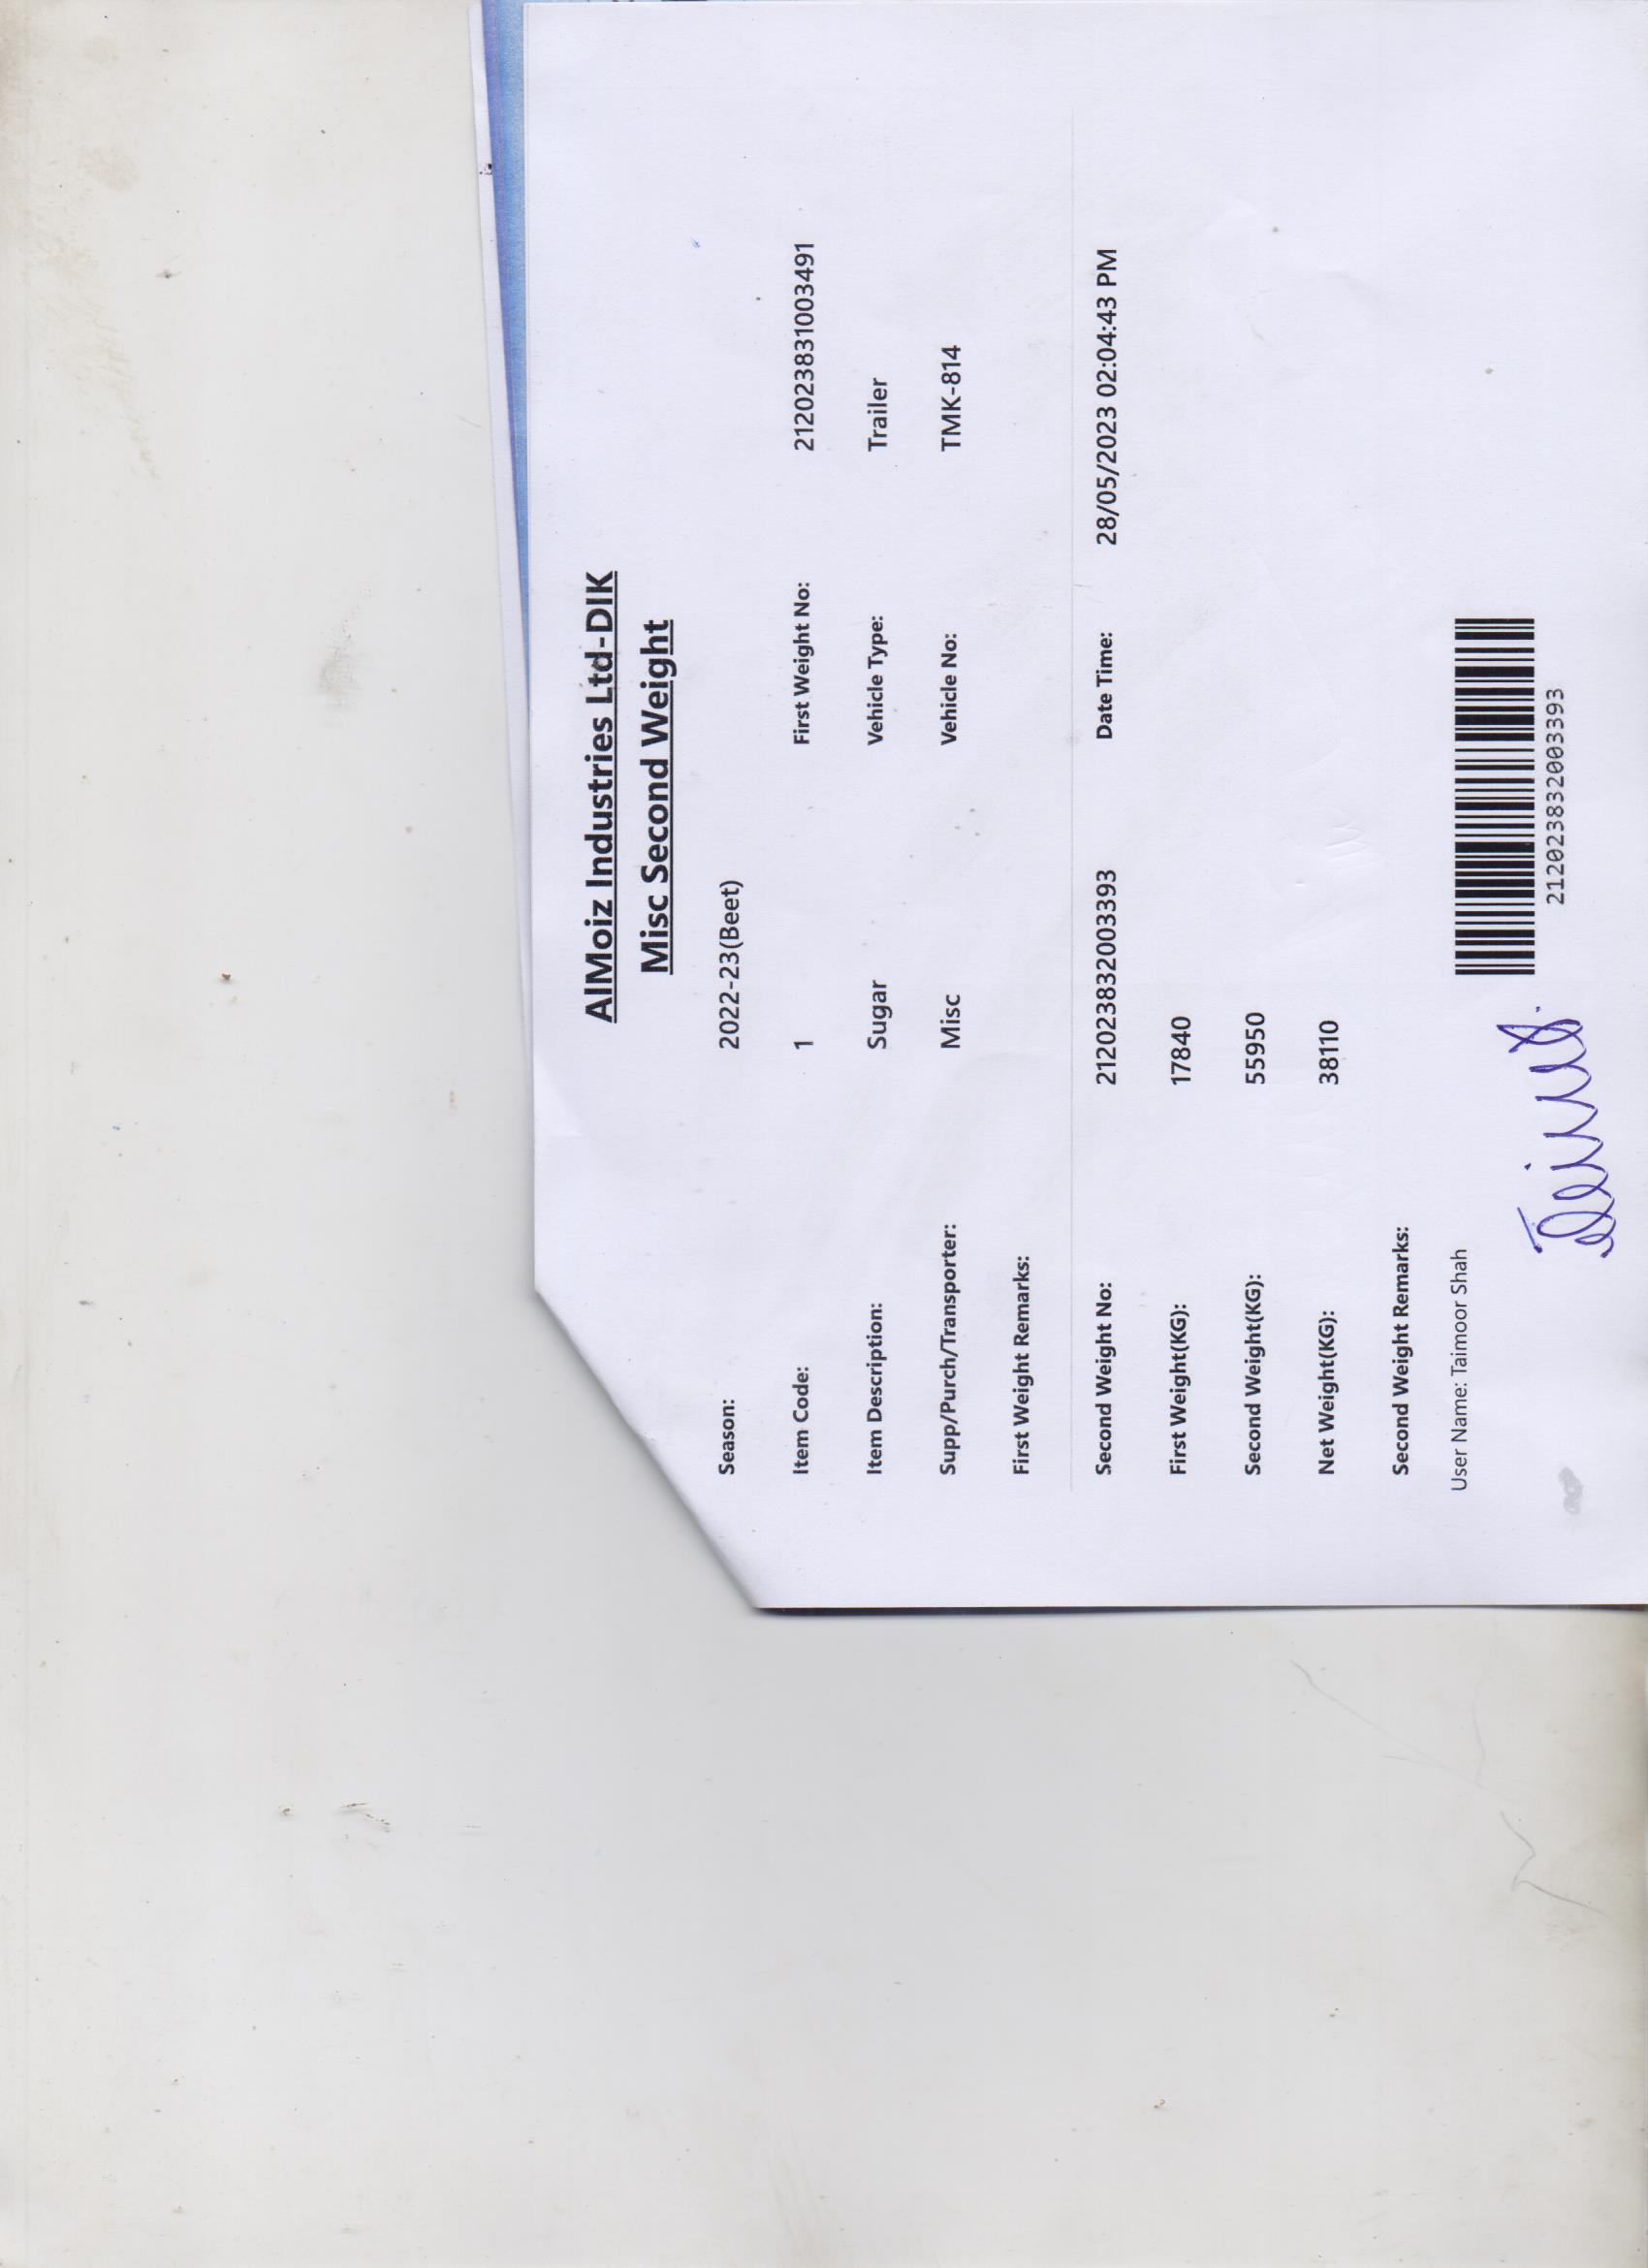 AlMoiz Industries Ltd-DIK
Misc Second Weight
Season: 2022-23(Beet)
Item Code: 1 First Weight No: 2120238310034​91
Item Description: Sugar Vehicle Type: Trailer
Supp/Purch/Transporter: Misc Vehicle No: TMK-814
First Weight Remarks:
Second Weight No: 212023832003393 Date Time: 28/05/2023 02:04:43 PM
First Weight(KG): 17840
Second Weight(KG): 55950
Net Weight(KG): 38110
Second Weight Remarks:
User Name: Taimoor Shah
212023832003393